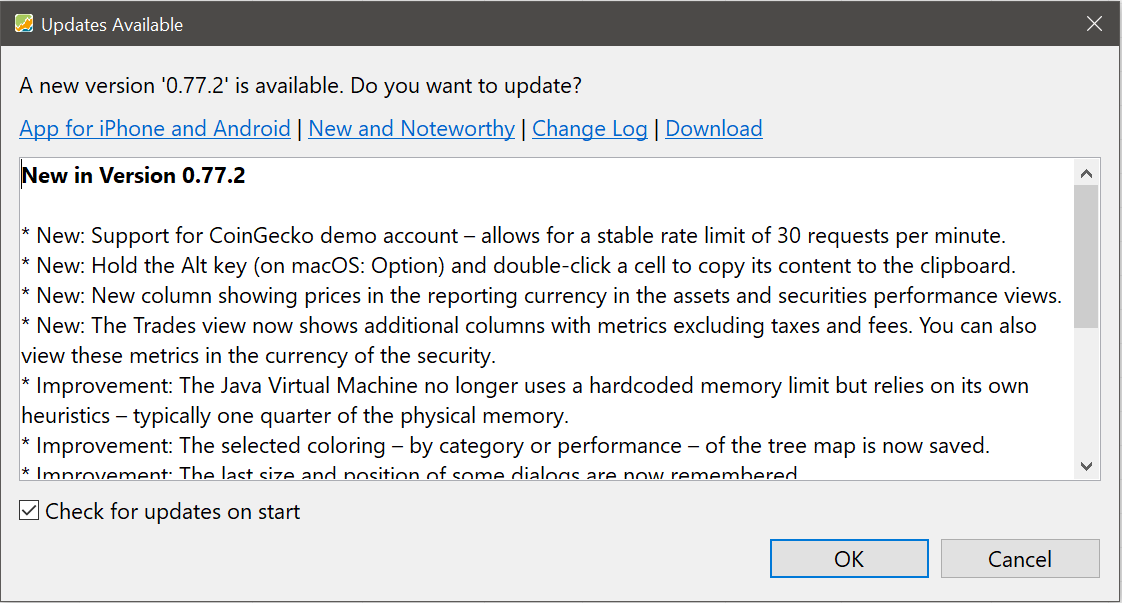 Updates Available
A new version '0.77.2' is available. Do you want to update?
App for iPhone and Android | New and Noteworthy | Change Log | Download
New in Version 0.77.2
* New: Support for CoinGecko demo account – allows for a stable rate limit of 30 requests per minute.
* New: Hold the Alt key (on macOS: Option) and double-click a cell to copy its content to the clipboard.
* New: New column showing prices in the reporting currency in the assets and securities performance views.
* New: The Trades view now shows additional columns with metrics excluding taxes and fees. You can also
view these metrics in the currency of the security.
* Improvement: The Java Virtual Machine no longer uses a hardcoded memory limit but relies on its own
heuristics – typically one quarter of the physical memory.
* Improvement: The selected coloring – by category or performance – of the tree map is now saved.
* Improvement: The last size and position of some dialogs are now remembered
Check for updates on start
OK
Cancel